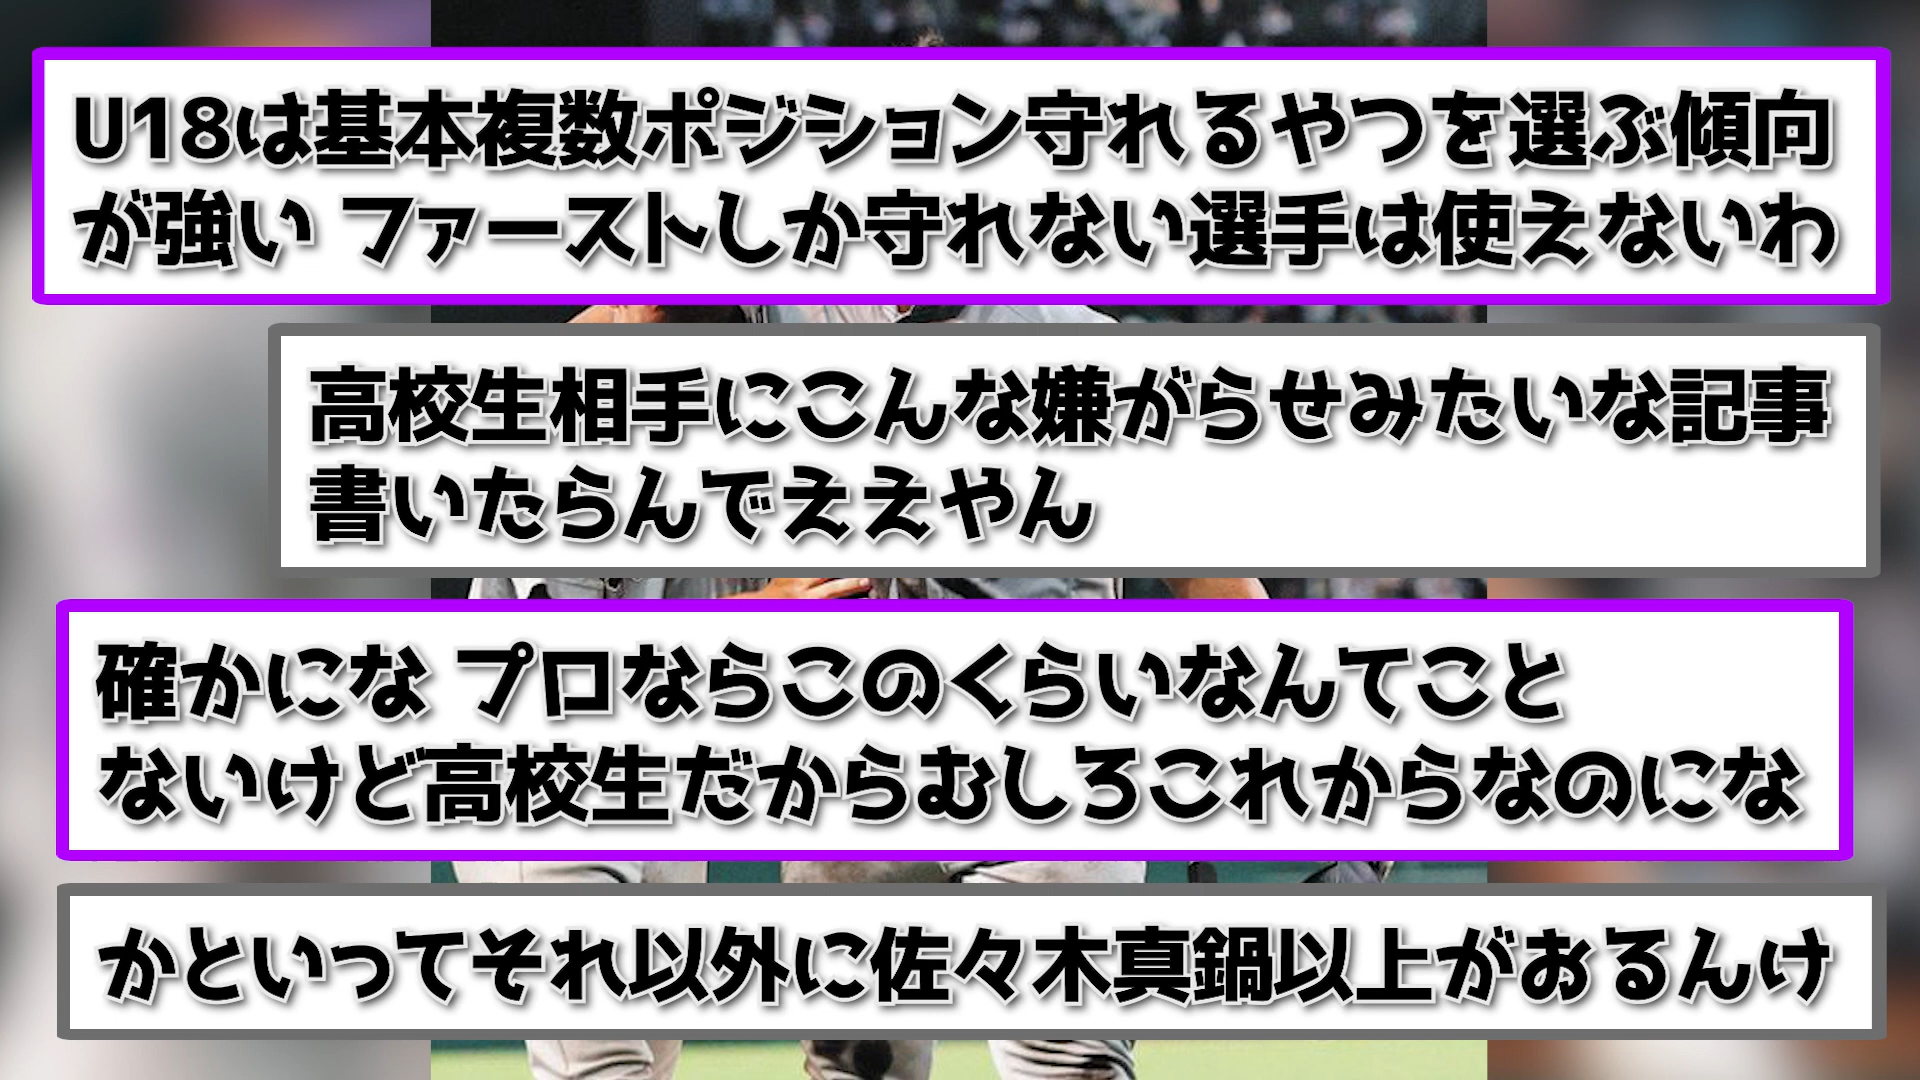 U18は基本複数ポジション守れるやつを選ぶ傾向
が強い ファーストしか守れない選手は使えないわ
高校生相手にこんな嫌がらせみたいな記事
書いたらんでええやん
確かにな プロならこのくらいなんてこと
ないけど高校生だからむしろこれからなのにな
かといってそれ以外に佐々木真鍋以上がおるんけ